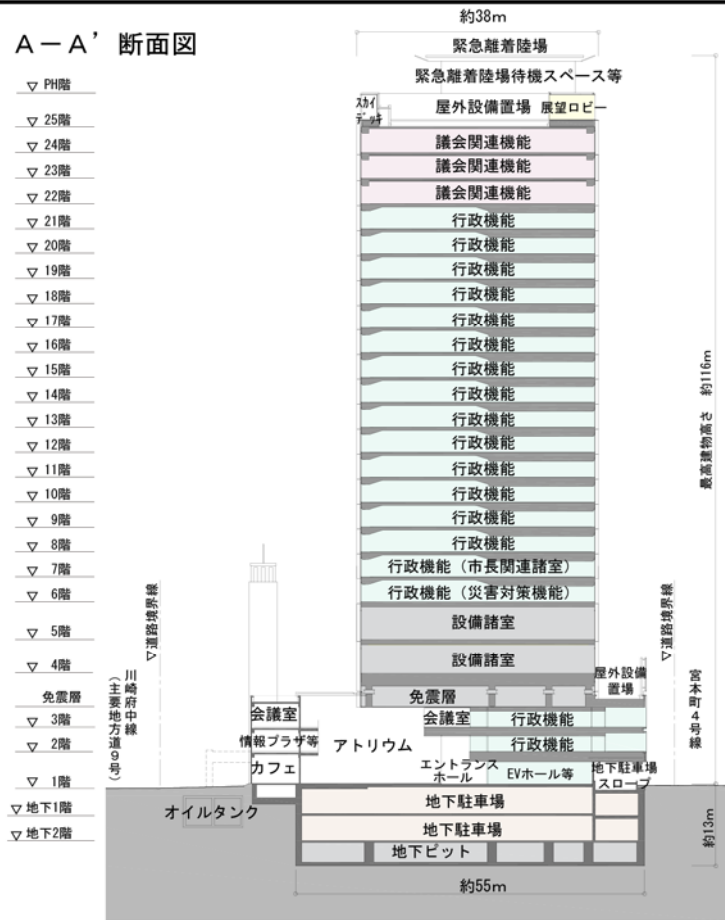 約38m
A－A’断面図
緊急離着陸場
緊急離着陸場待機スペース等
▽ PH階
スカイ
デッキ
屋外設備置場
展望ロビー
▽ 25階
▽ 24階
議会関連機能
▽ 23階
議会関連機能
▽ 22階
議会関連機能
▽ 21階
行政機能
▽ 20階
行政機能
▽ 19階
行政機能
▽ 18階
行政機能
▽ 17階
行政機能
▽ 16階
行政機能
▽ 15階
行政機能
▽ 14階
行政機能
▽ 13階
行政機能
▽ 12階
行政機能
▽ 11階
行政機能
▽ 10階
行政機能
▽ 9階
行政機能
▽ 8階
行政機能
▽ 7階
行政機能（市長関連諸室）
▽ 6階
行政機能（災害対策機能）
▽ 5階
設備諸室
▽ 4階
設備諸室
屋外設備
置場
免震層
免震層
▽ 3階
会議室
会議室
行政機能
▽ 2階
情報プラザ等
アトリウム
行政機能
▽ 1階
カフェ
エントランス
ホール
EVホール等
地下駐車場
スロープ
▽ 地下1階
オイルタンク
地下駐車場
▽ 地下2階
地下駐車場
地下ピット
約55m
最高建物高さ 約116m
約13m
▽道路境界線
川崎府中線
（主要地方道9号）
▽道路境界線
宮本町4号線